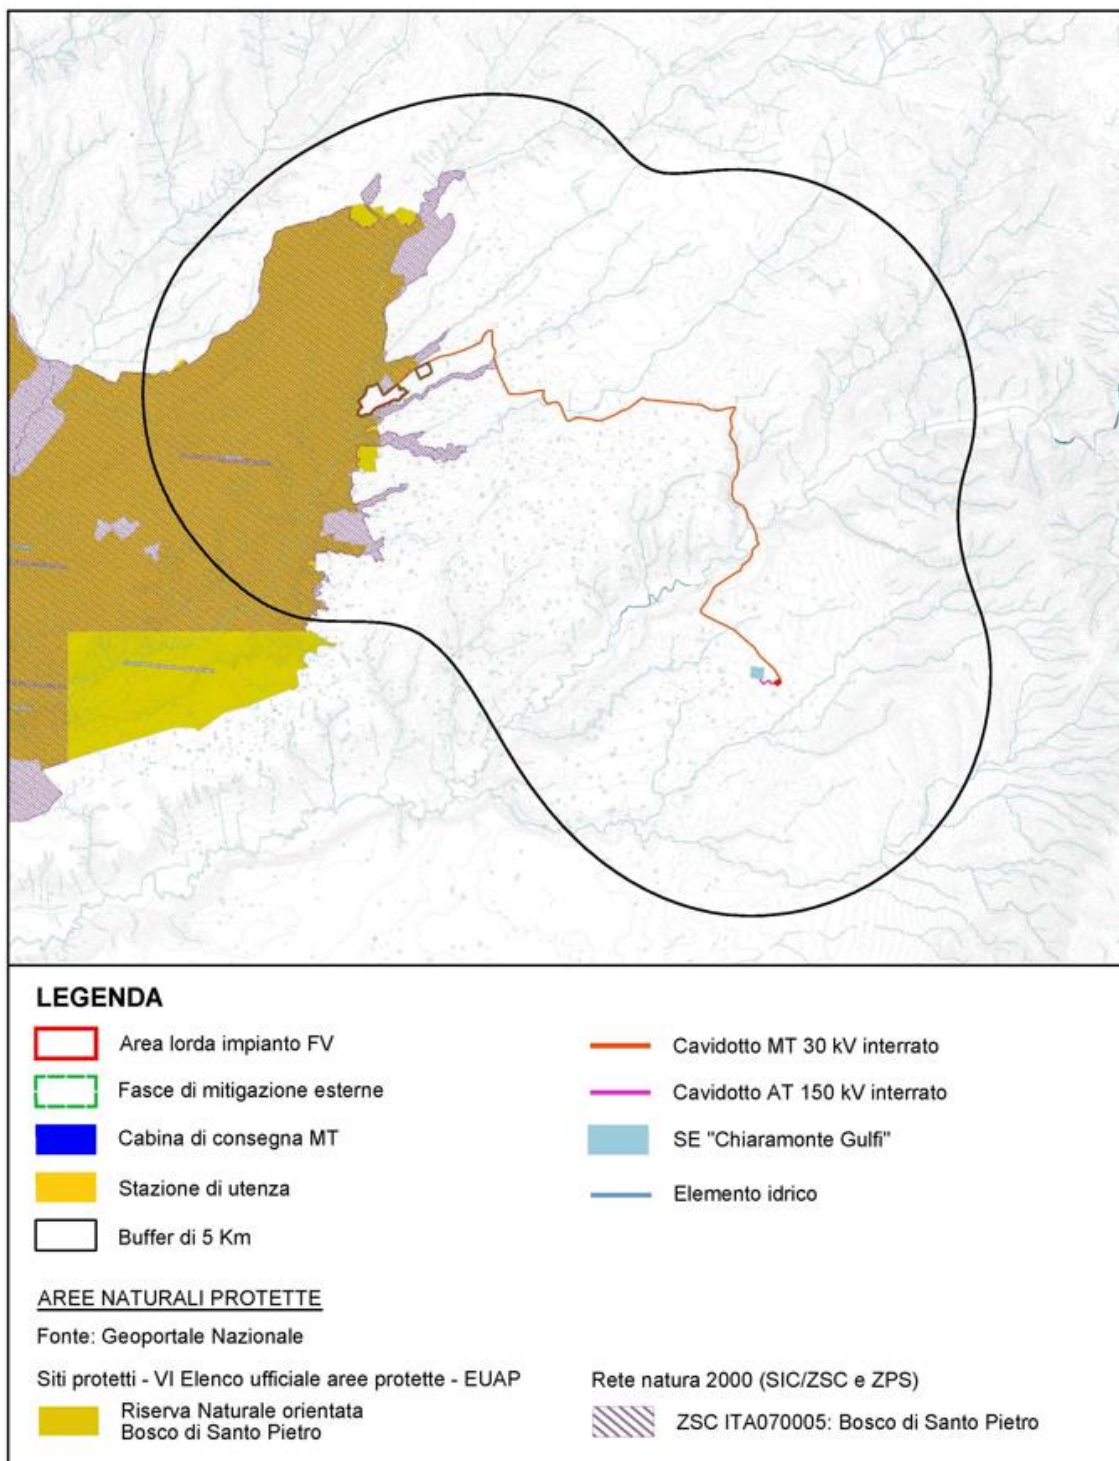 LEGENDA
Area lorda impianto FV
Fasce di mitigazione esterne
Cabina di consegna MT
Stazione di utenza
Buffer di 5 Km
Cavidotto MT 30 kV interrato
Cavidotto AT 150 kV interrato
SE "Chiaramonte Gulfi"
Elemento idrico
AREE NATURALI PROTETTE
Fonte: Geoportale Nazionale
Siti protetti - VI Elenco ufficiale aree protette - EUAP
Riserva Naturale orientata
Bosco di Santo Pietro
Rete natura 2000 (SIC/ZSC e ZPS)
ZSC ITA070005: Bosco di Santo Pietro